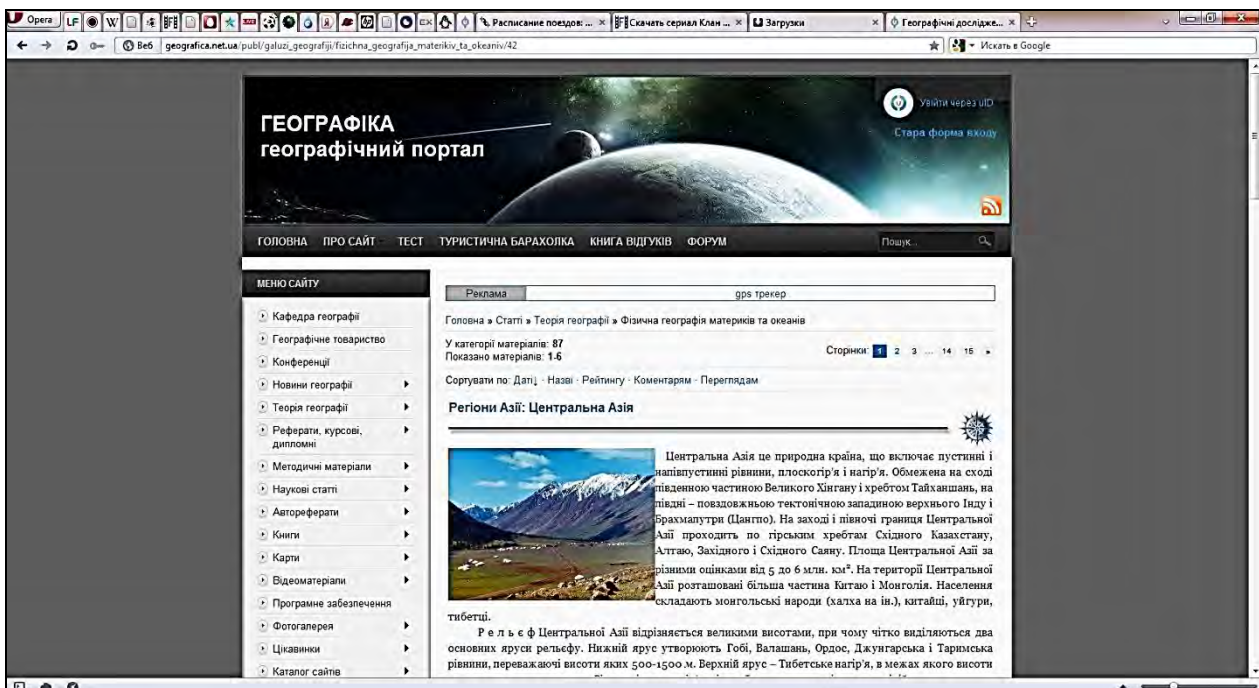 Opera
Расписание поездов: ...
Скачать сериал Клан ...
Загрузки
Географічні дослідже...
Веб
geografica.net.ua/publ/galuzi_geografiji/fizichna_geografija_materikiv_ta_okeaniv/42
Искать в Google
ГЕОГРАФІКА
географічний портал
Увійти через uID
Стара форма входу
ГОЛОВНА ПРО САЙТ ТЕСТ ТУРИСТИЧНА БАРАХОЛКА КНИГА ВІДГУКІВ ФОРУМ
Пошук...
МЕНЮ САЙТУ
Кафедра географії
Географічне товариство
Конференції
Новини географії
Теорія географії
Реферати, курсові,
дипломні
Методичні матеріали
Наукові статті
Автореферати
Книги
Карти
Відеоматеріали
Програмне забезпечення
Фотогалерея
Цікавинки
Каталог сайтів
Реклама
gps трекер
Головна » Статті » Теорія географії » Фізична географія материків та океанів
У категорії матеріалів: 87
Показано матеріалів: 1-6
Сторінки: 1 2 3 ... 14 15 »
Сортувати по: Даті↓ · Назві · Рейтингу · Коментарям · Переглядам
Регіони Азії: Центральна Азія
Центральна Азія це природна країна, що включає пустинні і
напівпустинні рівнини, плоскогір'я і нагір'я. Обмежена на сході
південною частиною Великого Хінгану і хребтом Тайханшань, на
півдні – повздовжньою тектонічною западиною верхнього Інду і
Брахмапутри (Цангпо). На заході і півночі границя Центральної
Азії проходить по гірським хребтам Східного Казахстану,
Алтаю, Західного і Східного Саяну. Площа Центральної Азії за
різними оцінками від 5 до 6 млн. км². На території Центральної
Азії розташовані більша частина Китаю і Монголія. Населення
складають монгольські народи (халха на ін.), китайці, уйгури,
тибетці.
Р е л ь є ф Центральної Азії відрізняється великими висотами, при чому чітко виділяються два
основних яруси рельєфу. Нижній ярус утворюють Гобі, Валашань, Ордос, Джунгарська і Таримська
рівнини, переважаючі висоти яких 500-1500 м. Верхній ярус – Тибетське нагір'я, в межах якого висоти